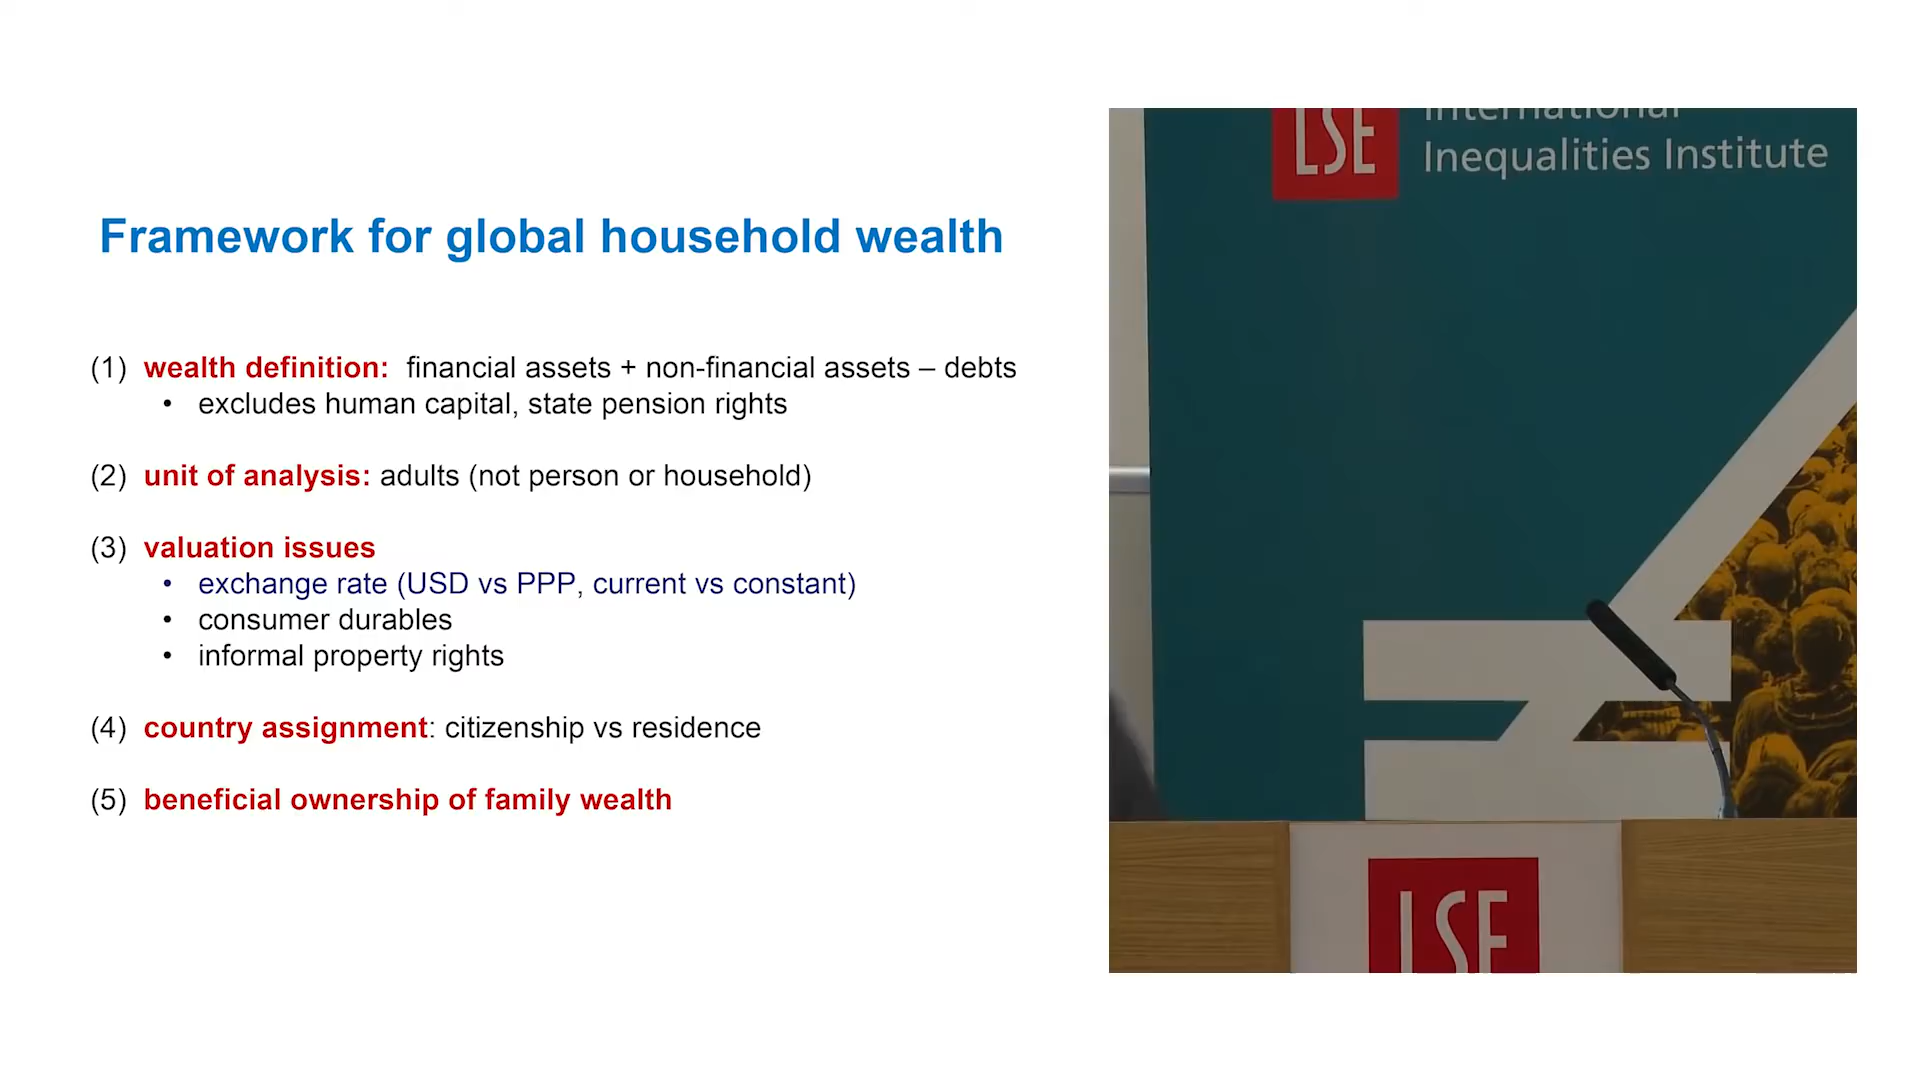 Framework for global household wealth
(1) wealth definition: financial assets + non-financial assets – debts
• excludes human capital, state pension rights
(2) unit of analysis: adults (not person or household)
(3) valuation issues
• exchange rate (USD vs PPP, current vs constant)
• consumer durables
• informal property rights
(4) country assignment: citizenship vs residence
(5) beneficial ownership of family wealth
LSE
International
Inequalities Institute
LSE